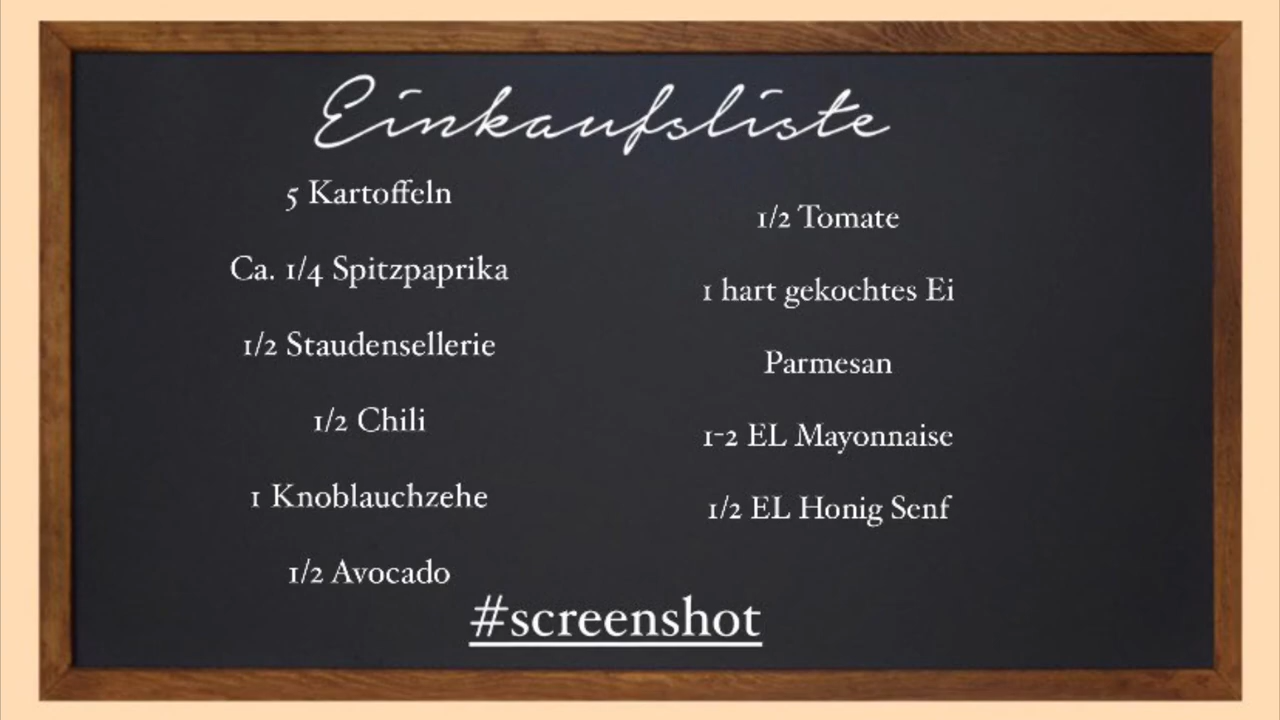 Einkaufsliste
5 Kartoffeln
Ca. 1/4 Spitzpaprika
1/2 Staudensellerie
1/2 Chili
1 Knoblauchzehe
1/2 Avocado
1/2 Tomate
1 hart gekochtes Ei
Parmesan
1-2 EL Mayonnaise
1/2 EL Honig Senf
#screenshot